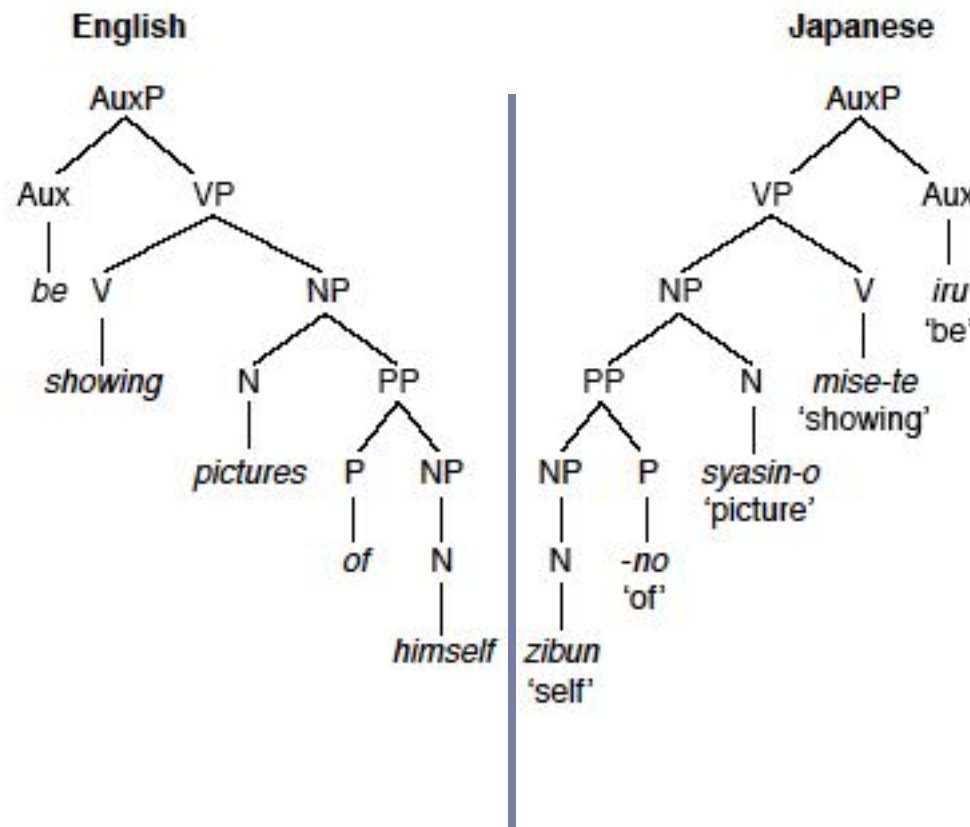 English
Japanese
AuxP
AuxP
Aux
VP
VP
Aux
be
V
NP
NP
V
iru
'be'
showing
N
PP
PP
N
mise-te
'showing'
pictures
P
NP
NP
P
syasin-o
'picture'
of
N
N
-no
'of'
himself
zibun
'self'